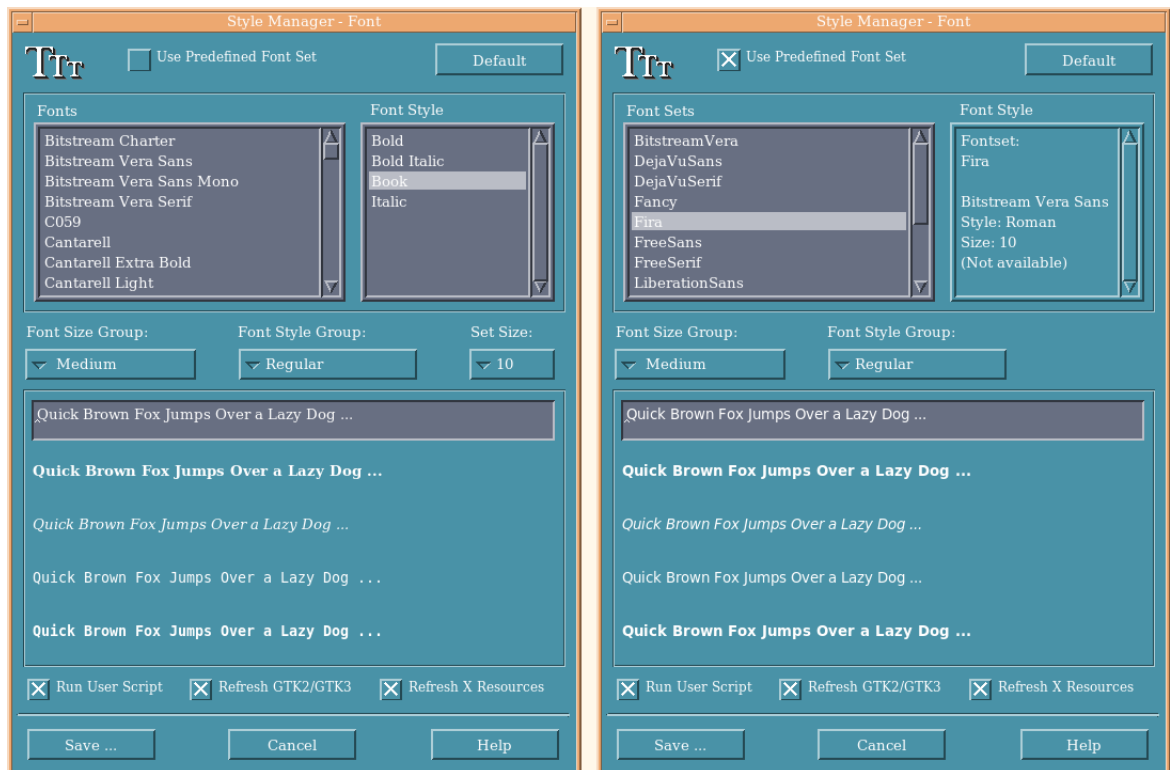 Style Manager - Font
TTT
Use Predefined Font Set
Default
Fonts
Font Style
Bitstream Charter
Bitstream Vera Sans
Bitstream Vera Sans Mono
Bitstream Vera Serif
C059
Cantarell
Cantarell Extra Bold
Cantarell Light
Bold
Bold Italic
Book
Italic
Font Size Group:
Font Style Group:
Set Size:
Medium
Regular
10
Quick Brown Fox Jumps Over a Lazy Dog ...
Quick Brown Fox Jumps Over a Lazy Dog ...
Quick Brown Fox Jumps Over a Lazy Dog ...
Quick Brown Fox Jumps Over a Lazy Dog ...
Quick Brown Fox Jumps Over a Lazy Dog ...
Run User Script
Refresh GTK2/GTK3
Refresh X Resources
Save ...
Cancel
Help
Style Manager - Font
TTT
Use Predefined Font Set
Default
Font Sets
Font Style
BitstreamVera
DejaVuSans
DejaVuSerif
Fancy
Fira
FreeSans
FreeSerif
LiberationSans
Fontset:
Fira
Bitstream Vera Sans
Style: Roman
Size: 10
(Not available)
Font Size Group:
Font Style Group:
Medium
Regular
Quick Brown Fox Jumps Over a Lazy Dog ...
Quick Brown Fox Jumps Over a Lazy Dog ...
Quick Brown Fox Jumps Over a Lazy Dog ...
Quick Brown Fox Jumps Over a Lazy Dog ...
Quick Brown Fox Jumps Over a Lazy Dog ...
Run User Script
Refresh GTK2/GTK3
Refresh X Resources
Save ...
Cancel
Help